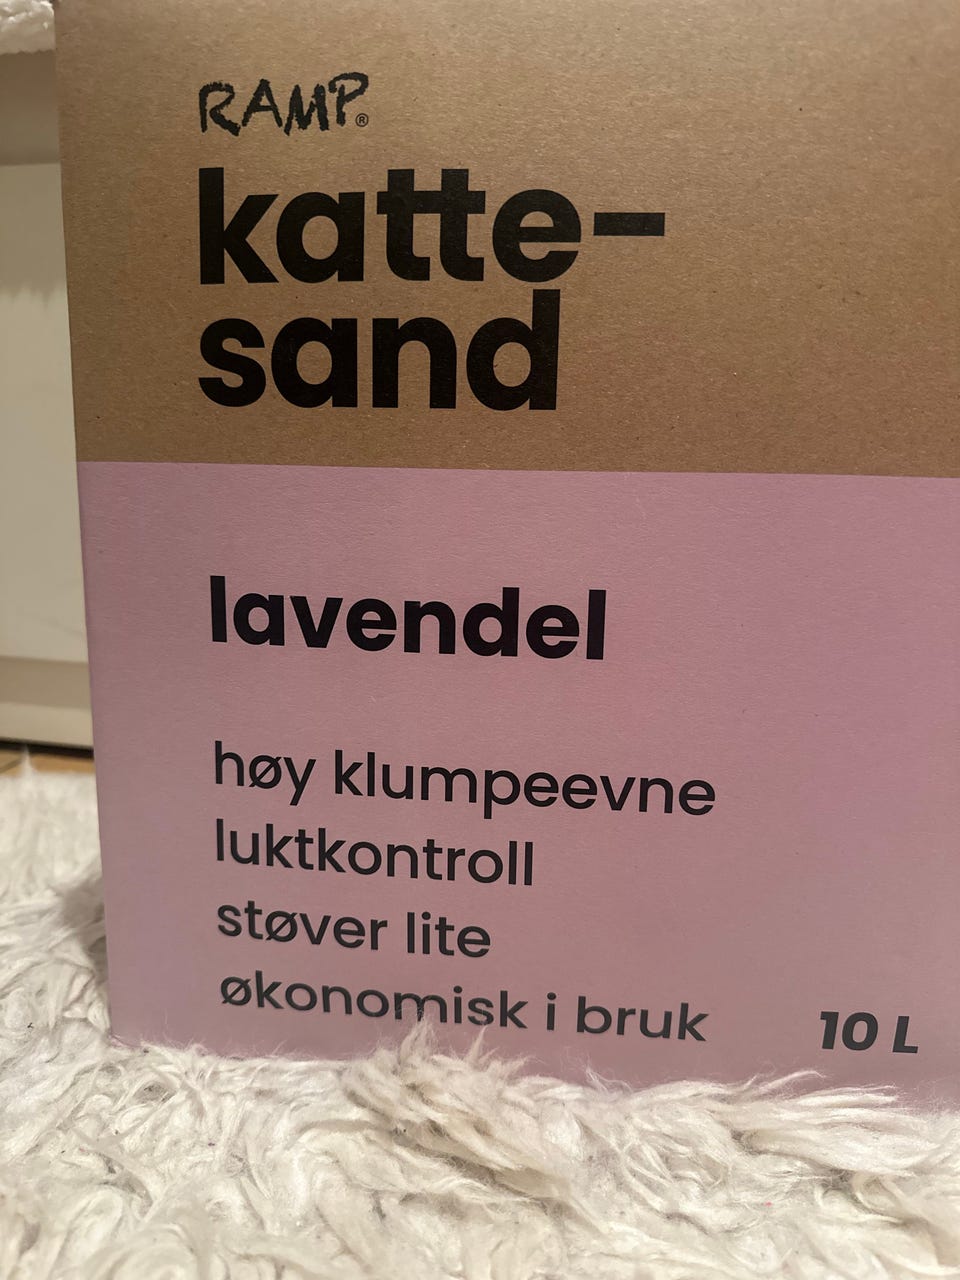 RAMP®
katte-
sand
lavendel
høy klumpeevne
luktkontroll
støver lite
økonomisk i bruk
10 L